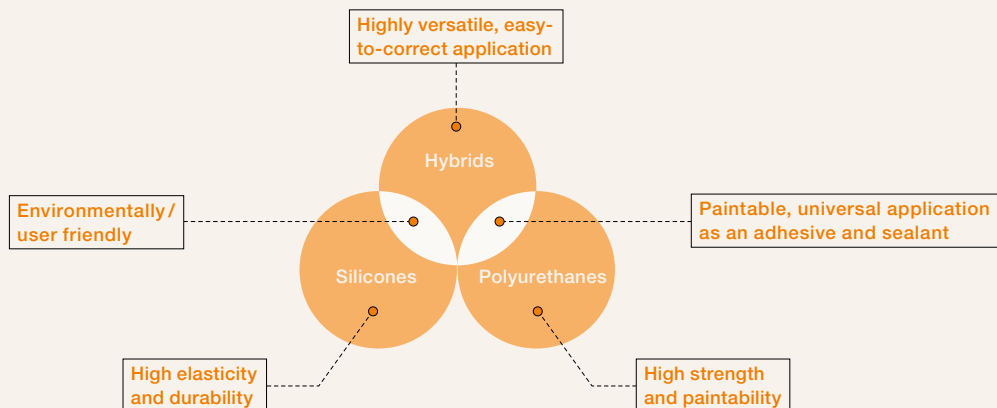 Highly versatile, easy-
to-correct application
Hybrids
Environmentally/
user friendly
Paintable, universal application
as an adhesive and sealant
Silicones
Polyurethanes
High elasticity
and durability
High strength
and paintability